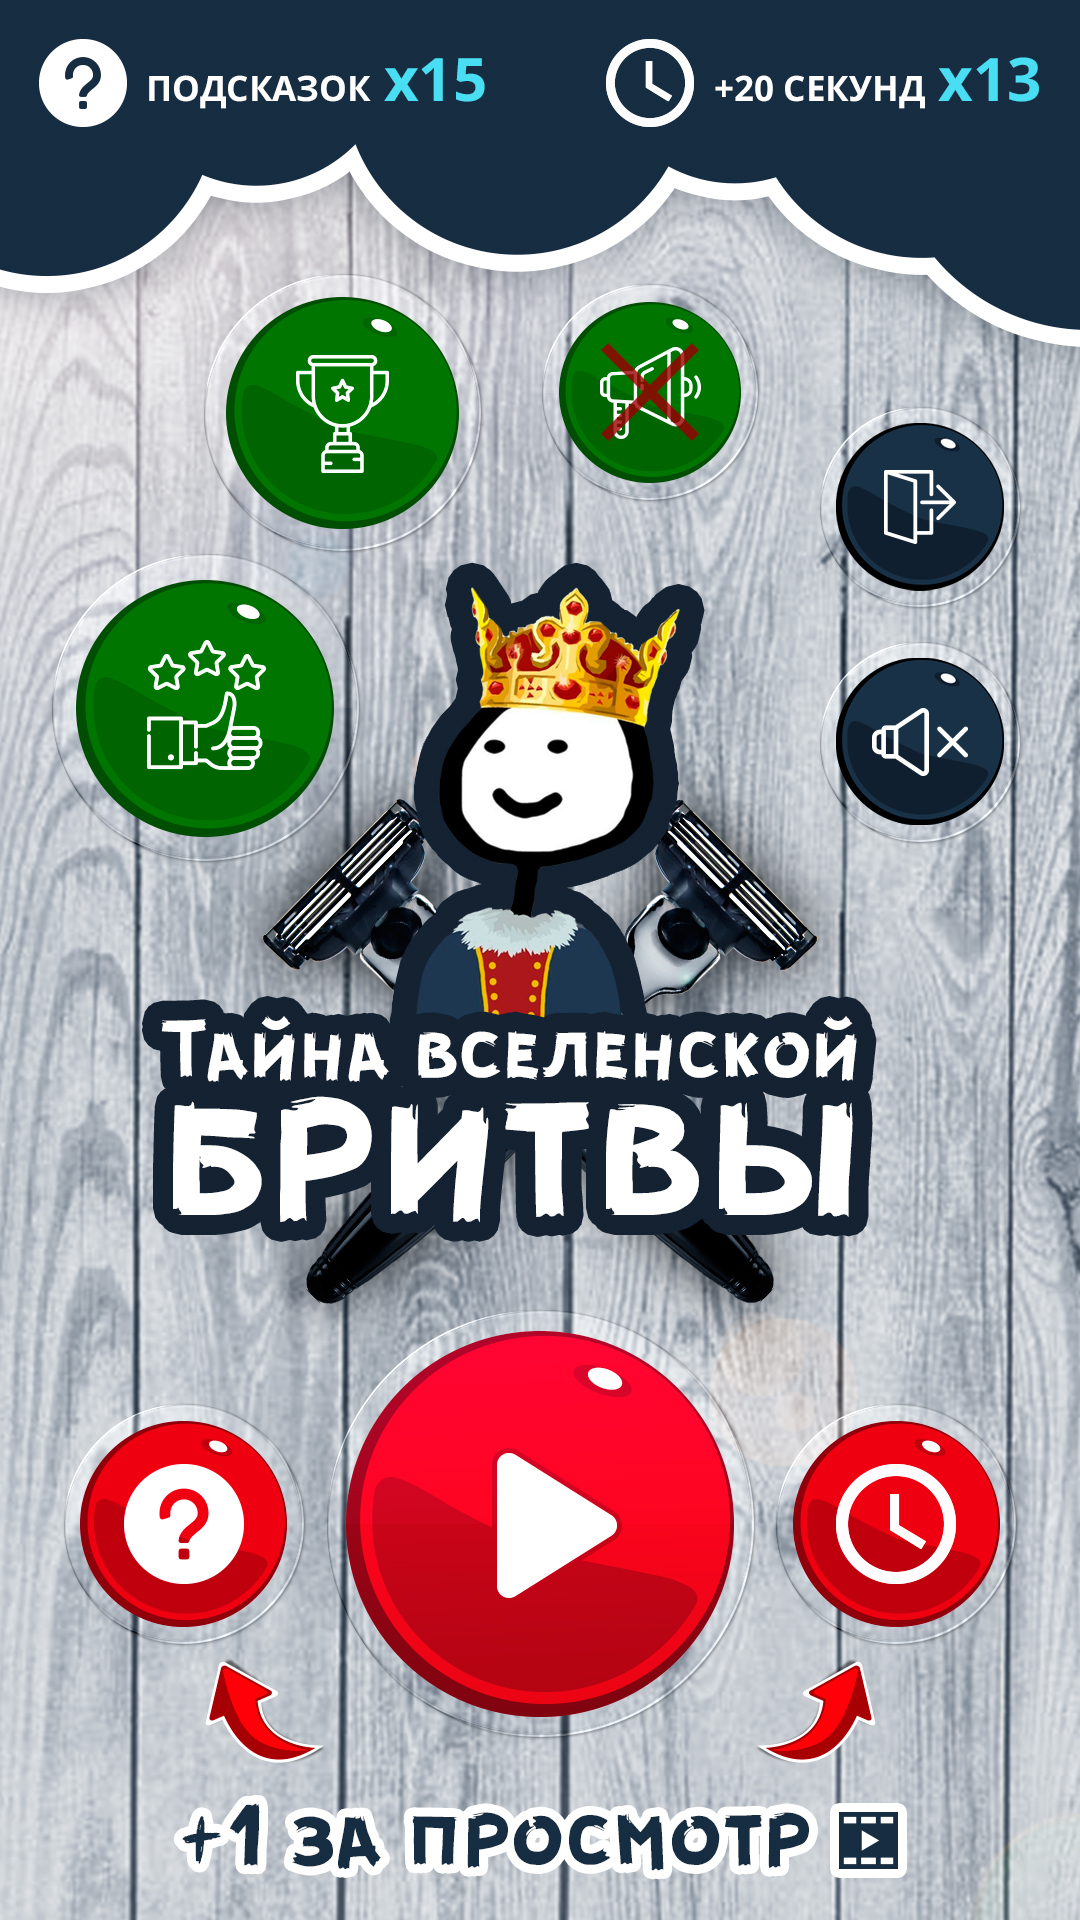 ? ПОДСКАЗОК x15
+20 СЕКУНД x13
ТАЙНА ВСЕЛЕНСКОЙ
БРИТВЫ
?
+1 ЗА ПРОСМОТР